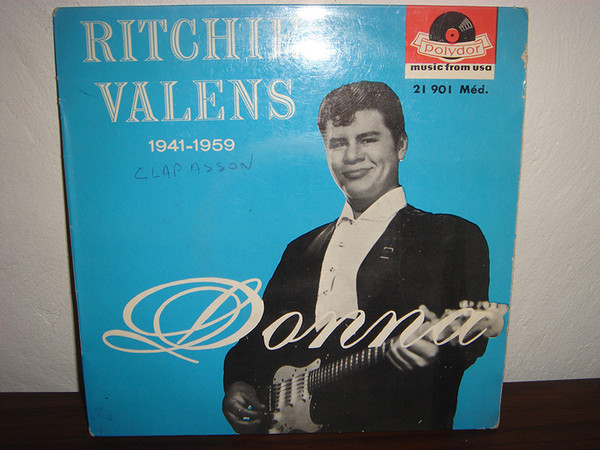 RITCHIE
VALENS
1941-1959
CLAPASSON
Polydor
music from usa
21 901 Méd.
Donna